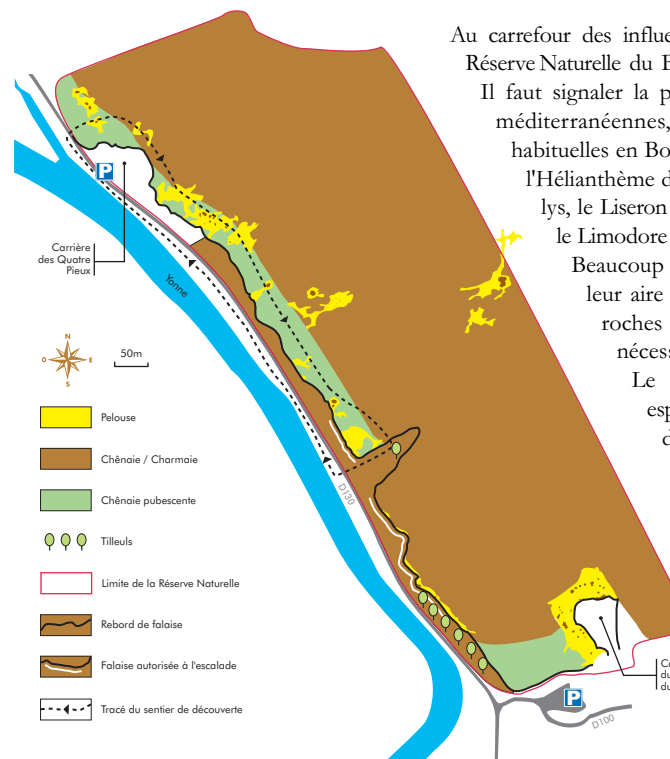 Au carrefour des influe
Réserve Naturelle du B
Il faut signaler la p
méditerranéennes,
habituelles en Bo
l'Hélianthème d
lys, le Liseron
le Limodore
Beaucoup
leur aire
roches
nécess
Le
esp
d
P
Carrière
des Quatre
Pieux
Yonne
N
O E
S
50m
Pelouse
Chênaie / Charmaie
Chênaie pubescente
Tilleuls
Limite de la Réserve Naturelle
Rebord de falaise
Falaise autorisée à l'escalade
Tracé du sentier de découverte
D130
Ca
du
du
P
D100